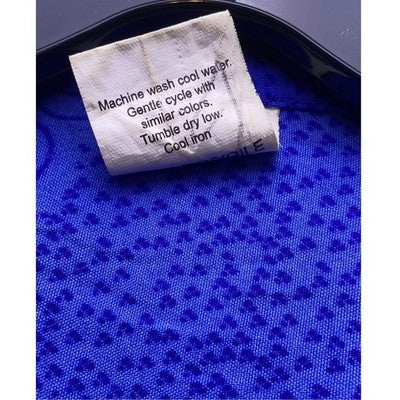 Machine wash cool water.
Gentle cycle with
similar colors.
Tumble dry low.
Cool iron